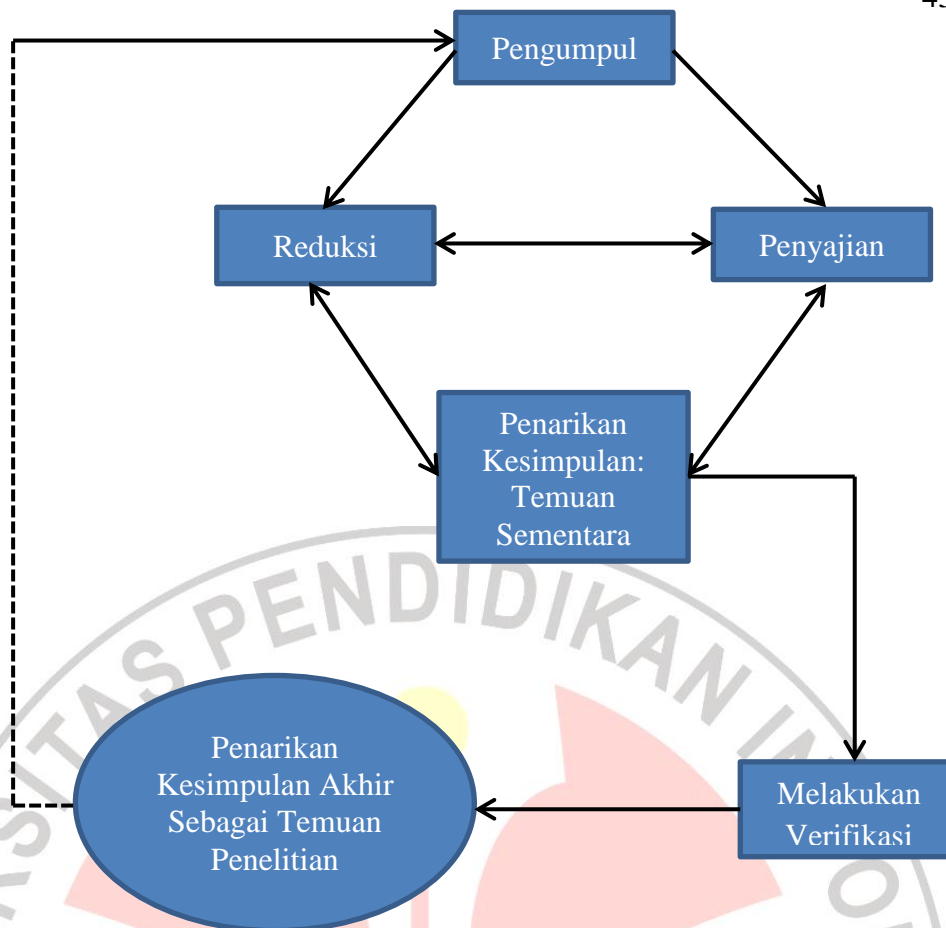 Pengumpul
Reduksi
Penyajian
Penarikan
Kesimpulan:
Temuan
Sementara
Penarikan
Kesimpulan Akhir
Sebagai Temuan
Penelitian
Melakukan
Verifikasi
PENDIDIKAN